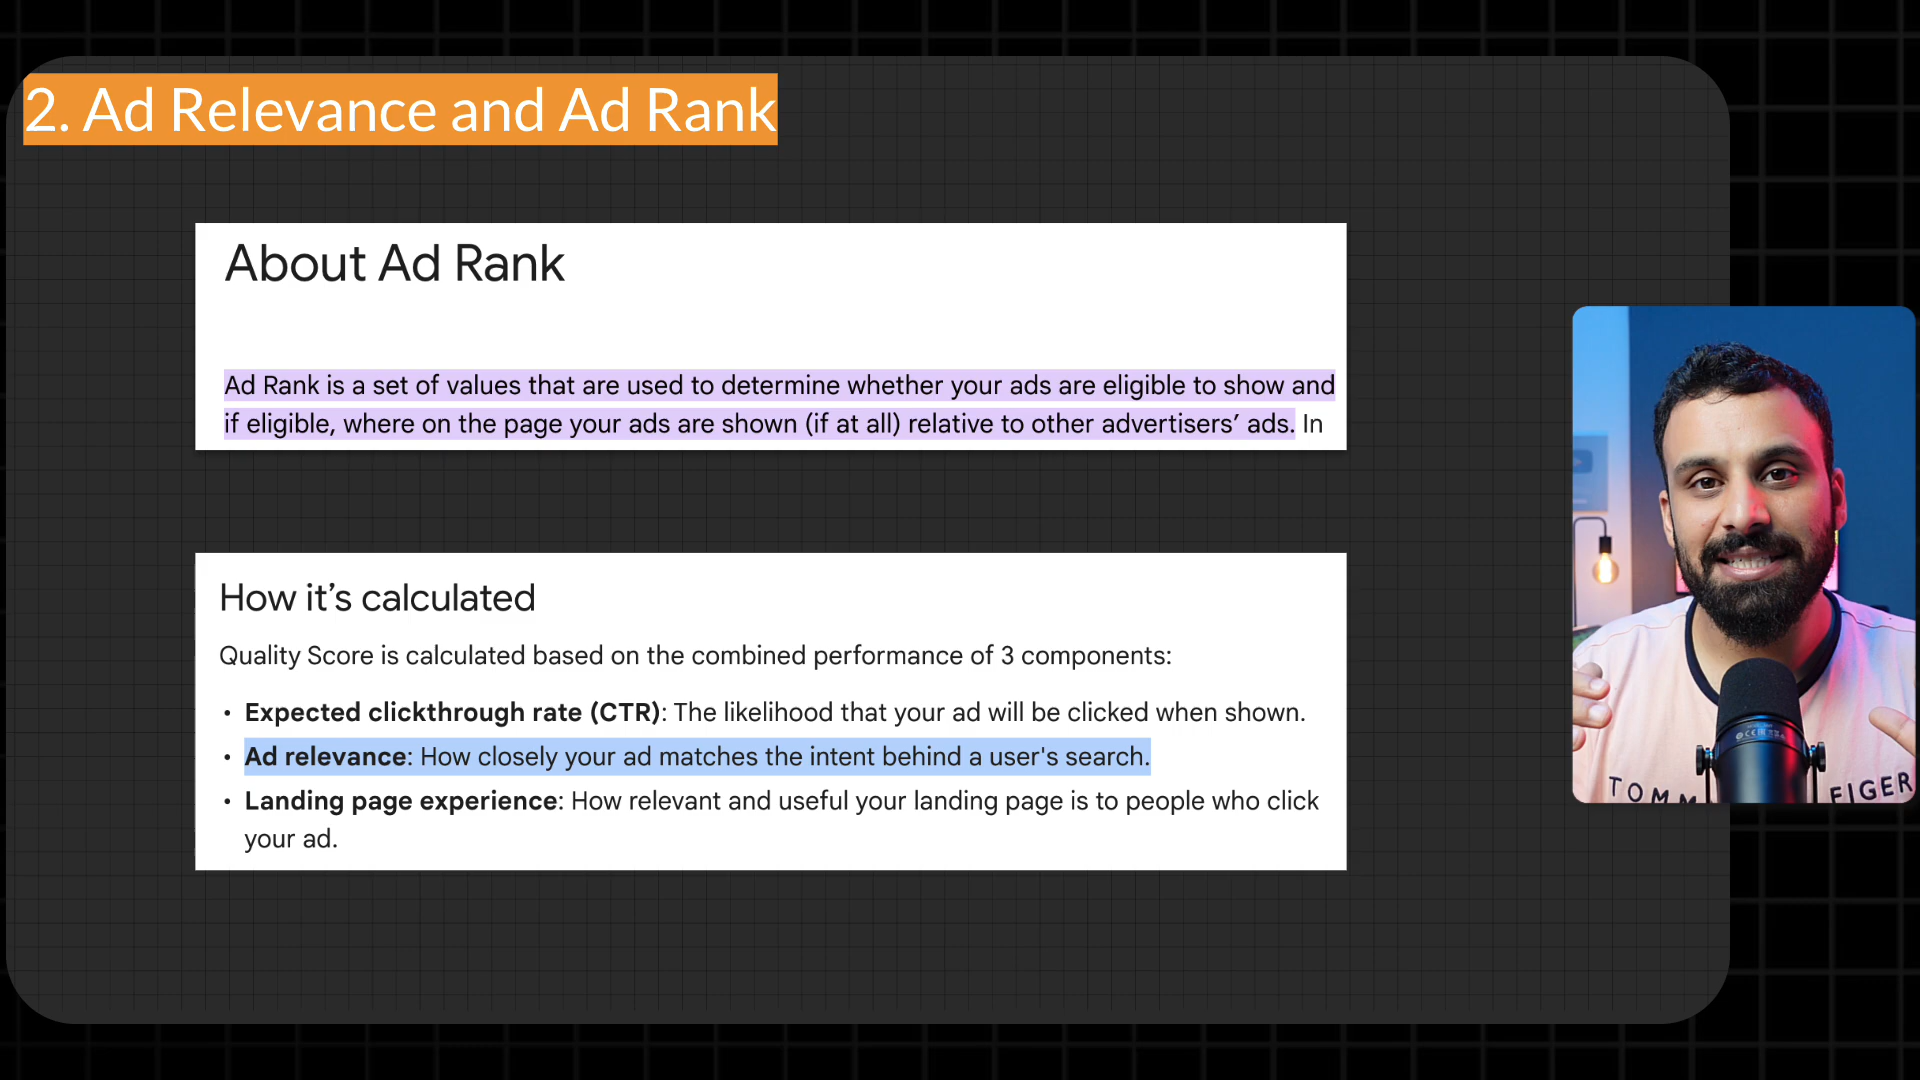 2. Ad Relevance and Ad Rank
About Ad Rank
Ad Rank is a set of values that are used to determine whether your ads are eligible to show and
if eligible, where on the page your ads are shown (if at all) relative to other advertisers’ ads. In
How it’s calculated
Quality Score is calculated based on the combined performance of 3 components:
• Expected clickthrough rate (CTR): The likelihood that your ad will be clicked when shown.
• Ad relevance: How closely your ad matches the intent behind a user's search.
• Landing page experience: How relevant and useful your landing page is to people who click
your ad.